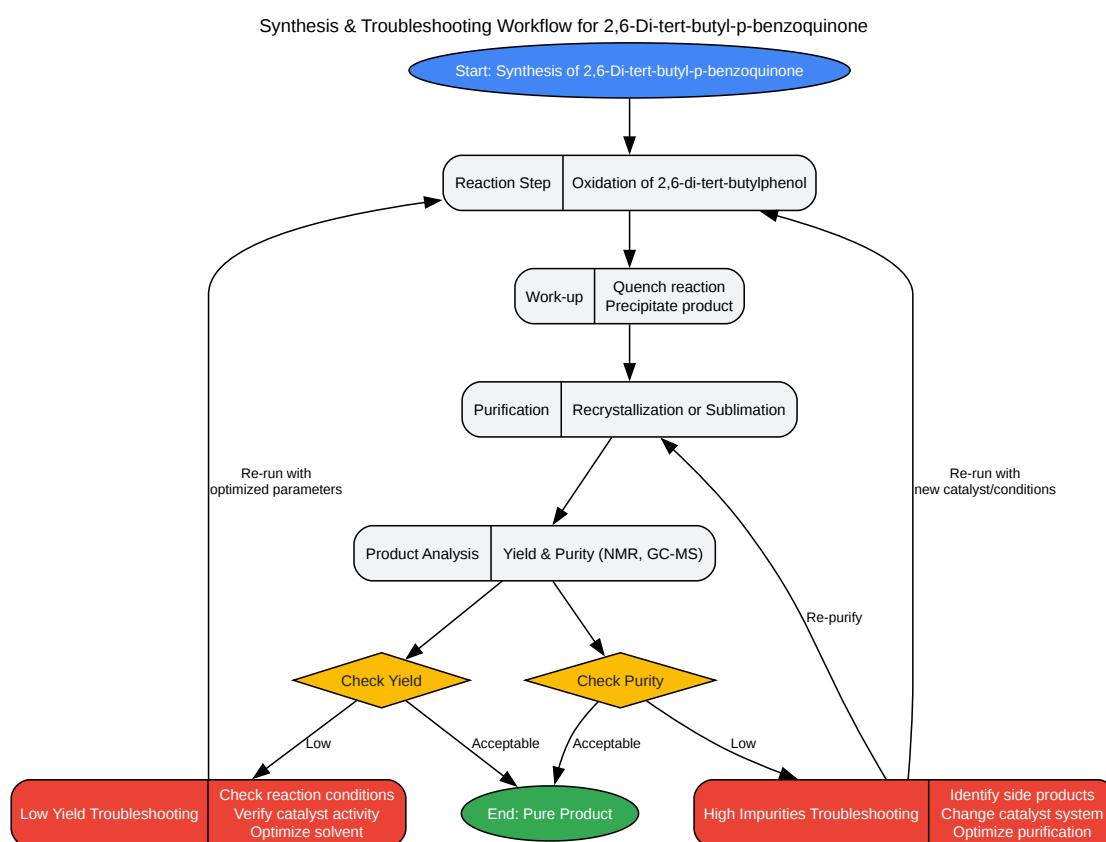 Synthesis & Troubleshooting Workflow for 2,6-Di-tert-butyl-p-benzoquinone
Start: Synthesis of 2,6-Di-tert-butyl-p-benzoquinone
Reaction Step
Oxidation of 2,6-di-tert-butylphenol
Work-up
Quench reaction
Precipitate product
Purification
Recrystallization or Sublimation
Re-run with
optimized parameters
Re-run with
new catalyst/conditions
Product Analysis
Yield & Purity (NMR, GC-MS)
Re-purify
Check Yield
Check Purity
Low
Acceptable
Acceptable
Low
Low Yield Troubleshooting
Check reaction conditions
Verify catalyst activity
Optimize solvent
End: Pure Product
High Impurities Troubleshooting
Identify side products
Change catalyst system
Optimize purification